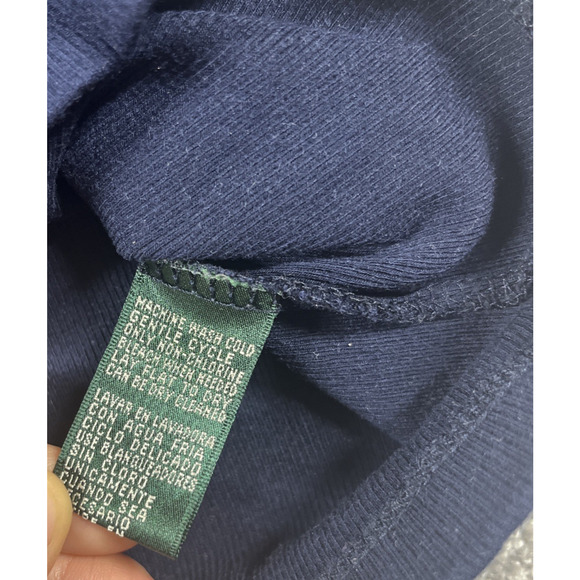 MACHINE WASH COLD
GENTLE CYCLE
ONLY NON-CHLORINE
BLEACH WHEN NEEDED
LAY FLAT TO DRY
CAN BE DRY CLEANED
LAVAR EN LAVADORA
CON AGUA FRIA
CICLO DELICADO
USE BLANQUEADORES
SIN CLORO
UNICAMENTE
CUANDO SEA